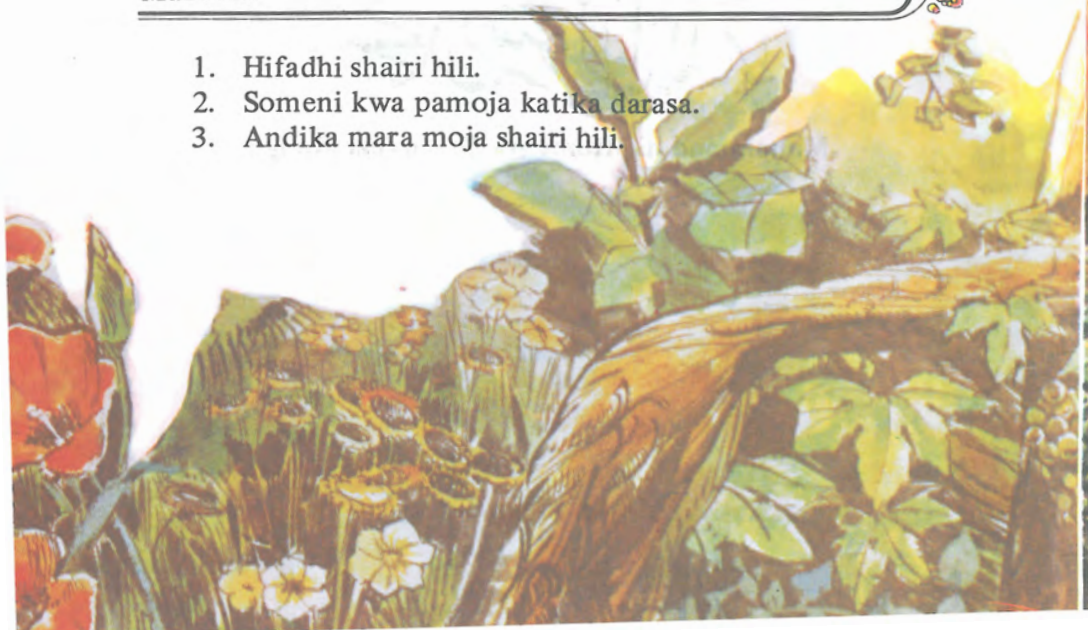 1. Hifadhi shairi hili.
2. Someni kwa pamoja katika darasa.
3. Andika mara moja shairi hili.